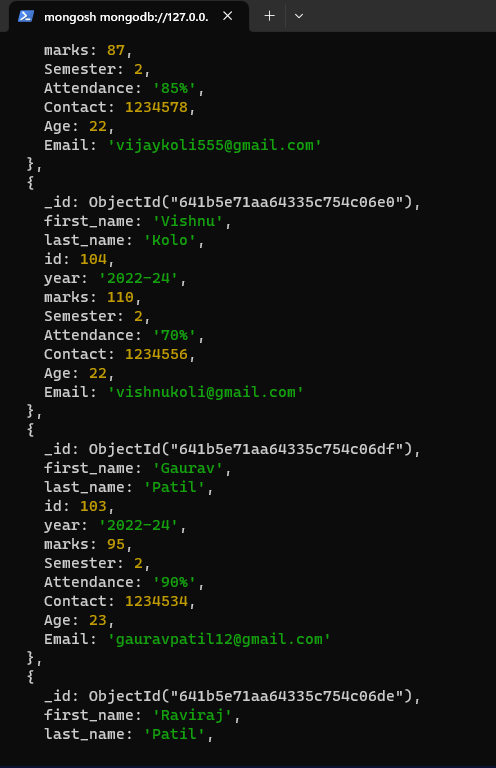 mongosh mongodb://127.0.0.
marks: 87,
Semester: 2,
Attendance: '85%',
Contact: 1234578,
Age: 22,
Email: 'vijaykoli555@gmail.com'
},
{
_id: ObjectId("641b5e71aa64335c754c06e0"),
first_name: 'Vishnu',
last_name: 'Kolo',
id: 104,
year: '2022-24',
marks: 110,
Semester: 2,
Attendance: '70%',
Contact: 1234556,
Age: 22,
Email: 'vishnukoli@gmail.com'
},
{
_id: ObjectId("641b5e71aa64335c754c06df"),
first_name: 'Gaurav',
last_name: 'Patil',
id: 103,
year: '2022-24',
marks: 95,
Semester: 2,
Attendance: '90%',
Contact: 1234534,
Age: 23,
Email: 'gauravpatil12@gmail.com'
},
{
_id: ObjectId("641b5e71aa64335c754c06de"),
first_name: 'Raviraj',
last_name: 'Patil',